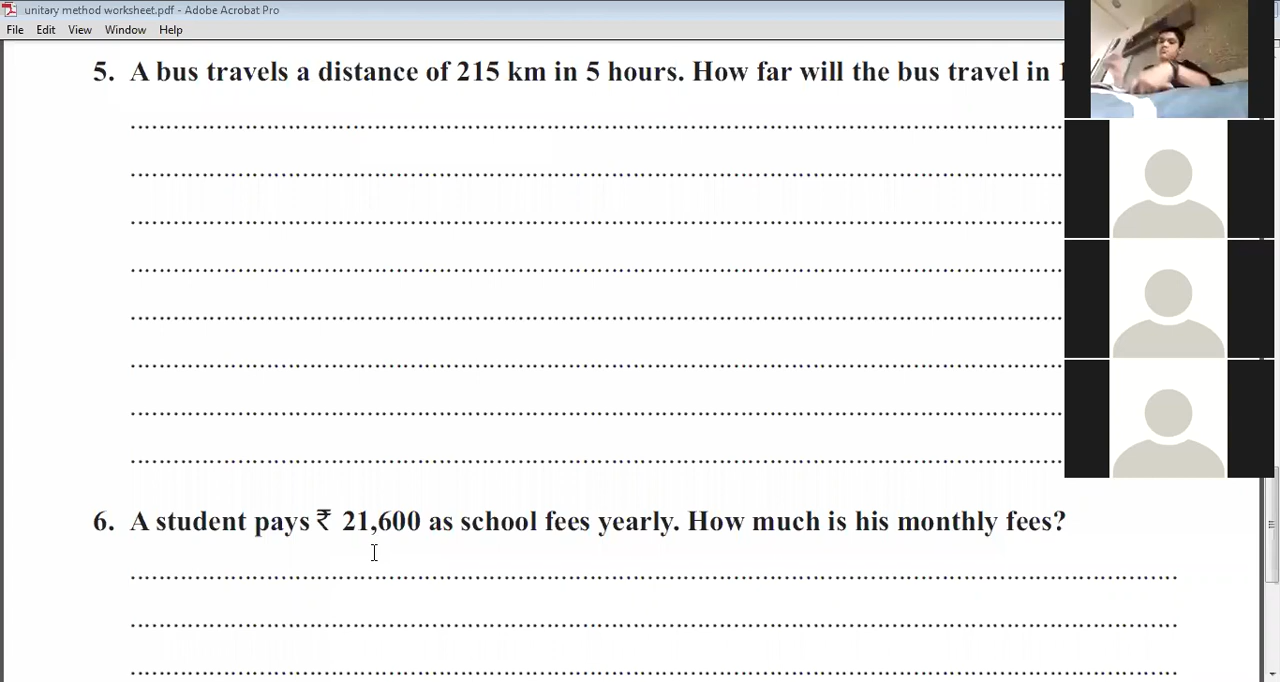 unitary method worksheet.pdf - Adobe Acrobat Pro
File Edit View Window Help
5. A bus travels a distance of 215 km in 5 hours. How far will the bus travel in
6. A student pays ₹ 21,600 as school fees yearly. How much is his monthly fees?